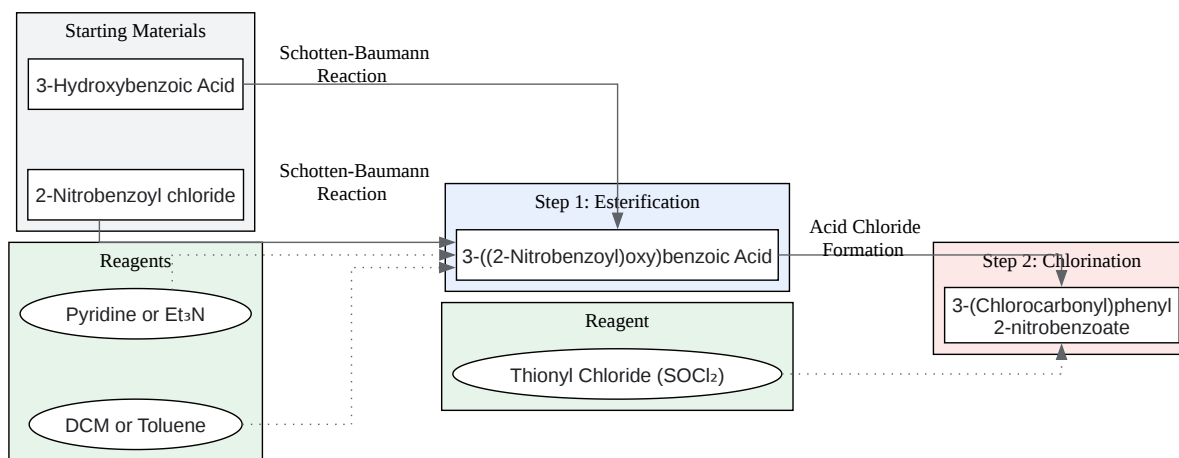 Starting Materials
3-Hydroxybenzoic Acid
2-Nitrobenzoyl chloride
Schotten-Baumann
Reaction
Schotten-Baumann
Reaction
Reagents
Pyridine or Et₃N
DCM or Toluene
Step 1: Esterification
3-((2-Nitrobenzoyl)oxy)benzoic Acid
Reagent
Thionyl Chloride (SOCl₂)
Acid Chloride
Formation
Step 2: Chlorination
3-(Chlorocarbonyl)phenyl
2-nitrobenzoate